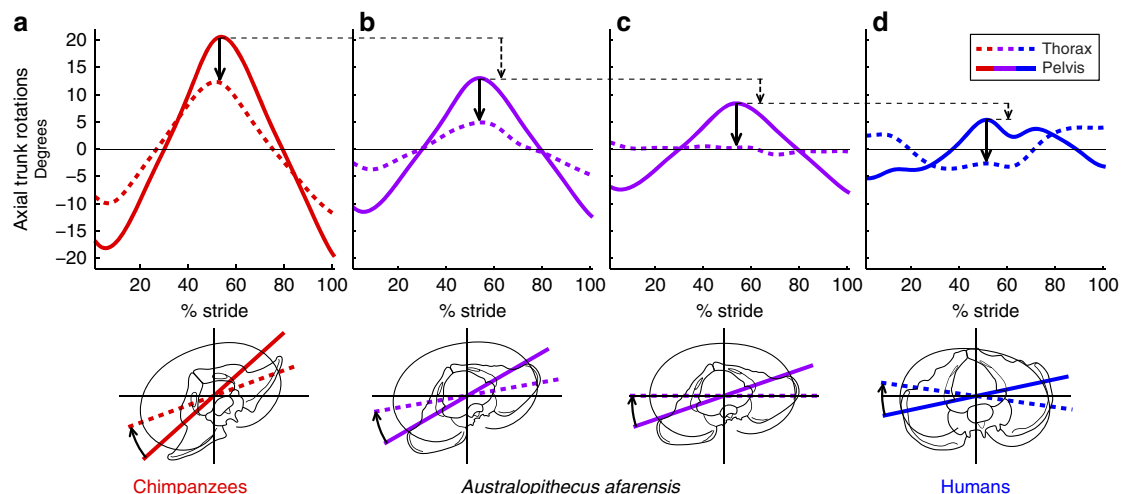 a
b
c
d
Axial trunk rotations
Degrees
20
15
10
5
0
−5
−10
−15
−20
Thorax
Pelvis
20 40 60 80 100
20 40 60 80 100
20 40 60 80 100
20 40 60 80 100
% stride
% stride
% stride
% stride
Chimpanzees
Australopithecus afarensis
Humans